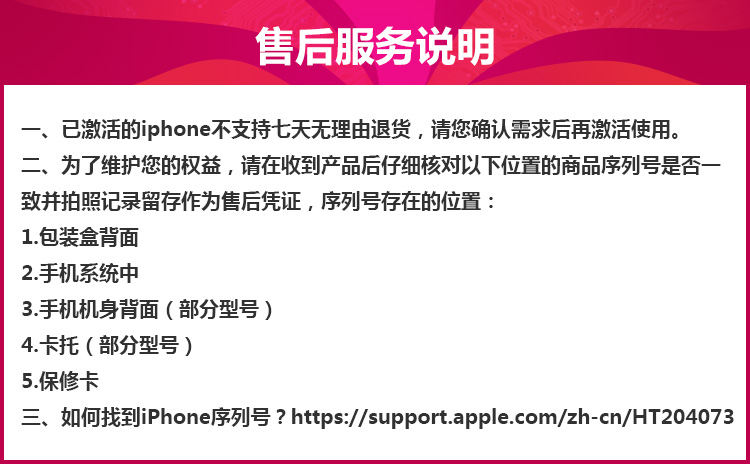 售后服务说明
一、已激活的iphone不支持七天无理由退货，请您确认需求后再激活使用。
二、为了维护您的权益，请在收到产品后仔细核对以下位置的商品序列号是否一
致并拍照记录留存作为售后凭证，序列号存在的位置：
1.包装盒背面
2.手机系统中
3.手机机身背面（部分型号）
4.卡托（部分型号）
5.保修卡
三、如何找到iPhone序列号？https://support.apple.com/zh-cn/HT204073